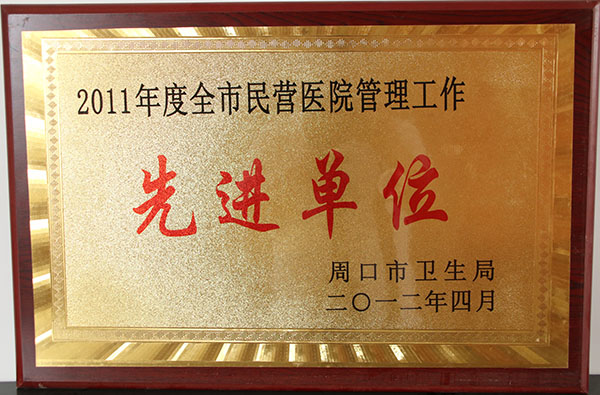 2011年度全市民营医院管理工作
先进单位
周口市卫生局
二〇一二年四月